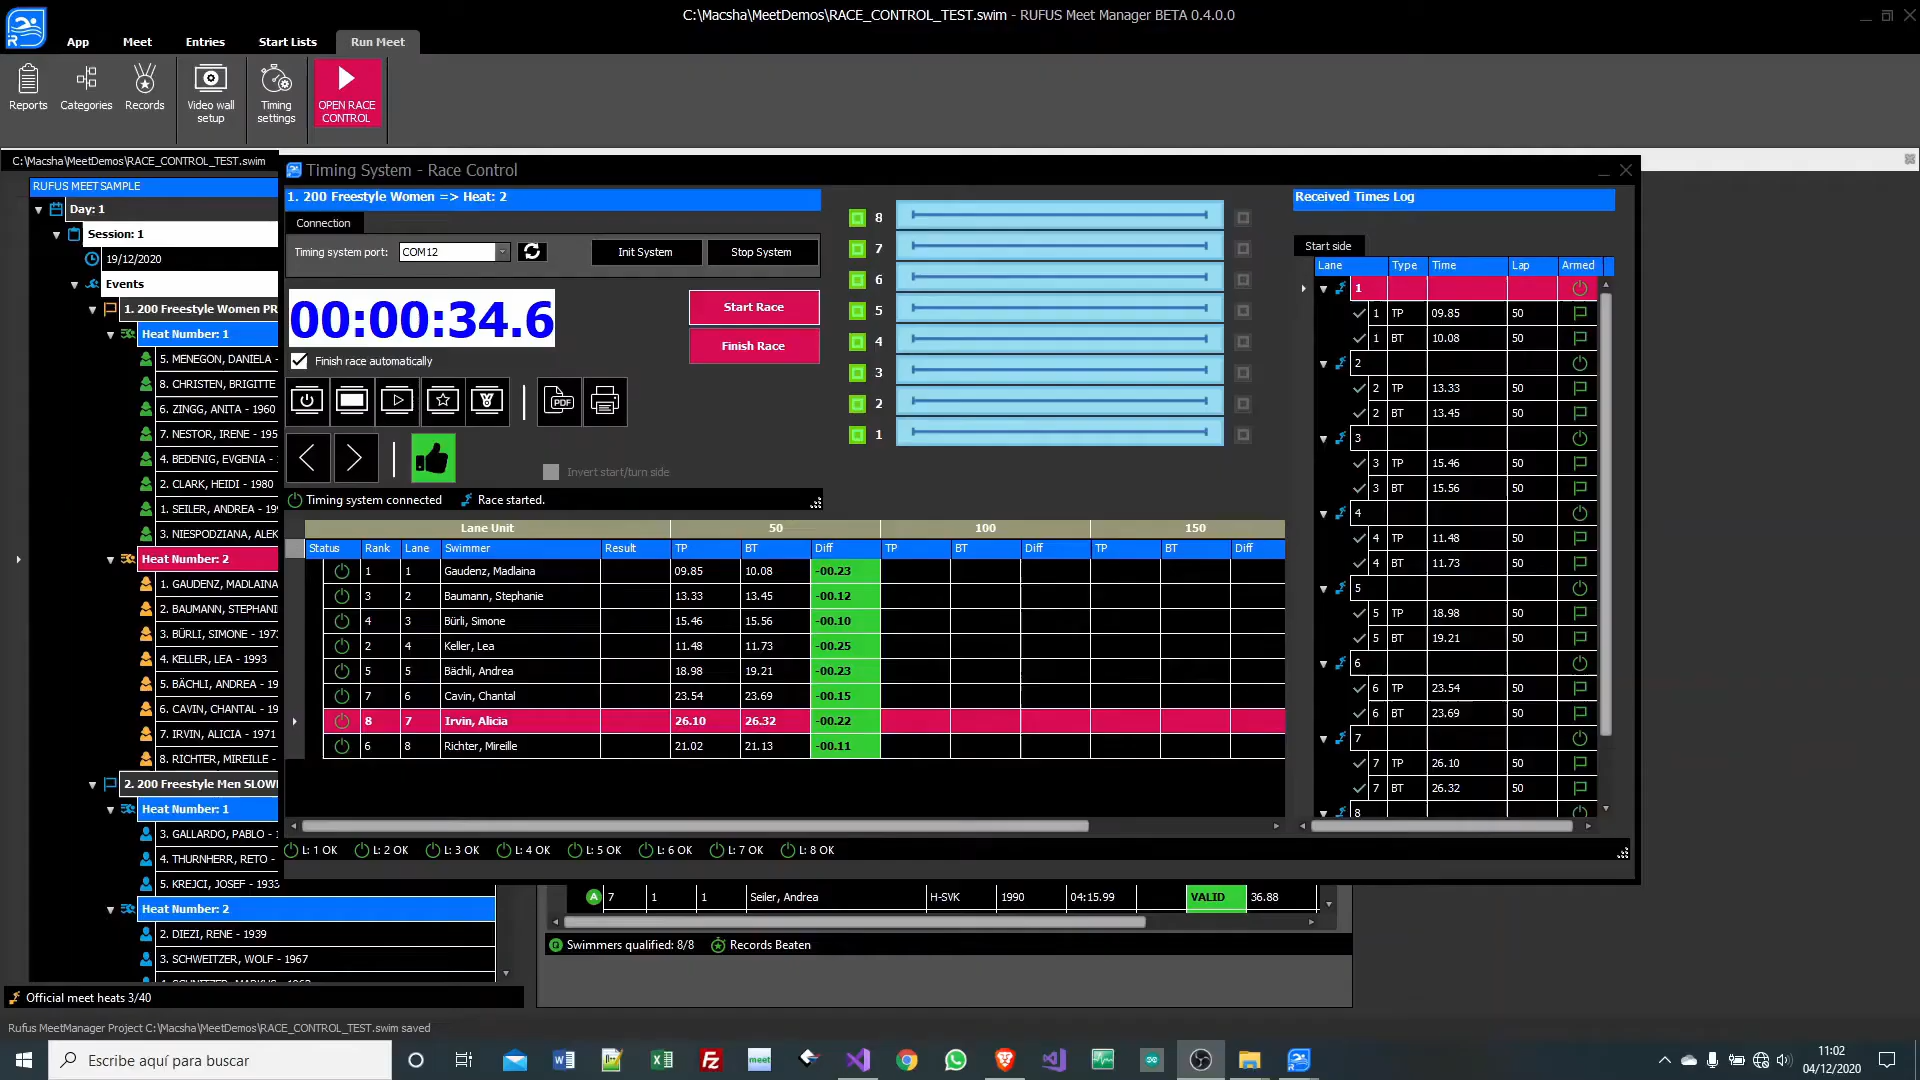 C:\Macsha\MeetDemos\RACE_CONTROL_TEST.swim - RUFUS Meet Manager BETA 0.4.0.0
App Meet Entries Start Lists Run Meet
Reports Categories Records Video wall setup Timing settings OPEN RACE CONTROL
C:\Macsha\MeetDemos\RACE_CONTROL_TEST.swim
RUFUS MEET SAMPLE
Day: 1
Session: 1
19/12/2020
Events
1. 200 Freestyle Women PR
Heat Number: 1
5. MENEGON, DANIELA -
8. CHRISTEN, BRIGITTE
6. ZINGG, ANITA - 1960
7. NESTOR, IRENE - 195
4. BEDENIG, EVGENIA -
2. CLARK, HEIDI - 1980
1. SEILER, ANDREA - 199
3. NIESPODZIANA, ALEK
Heat Number: 2
1. GAUDENZ, MADLAINA
2. BAUMANN, STEPHANI
3. BÜRLI, SIMONE - 197
4. KELLER, LEA - 1993
5. BÄCHLI, ANDREA - 19
6. CAVIN, CHANTAL - 19
7. IRVIN, ALICIA - 1971
8. RICHTER, MIREILLE -
2. 200 Freestyle Men SLOW
Heat Number: 1
3. GALLARDO, PABLO -
4. THURNHERR, RETO -
5. KREJCI, JOSEF - 1933
Heat Number: 2
2. DIEZI, RENE - 1939
3. SCHWEITZER, WOLF - 1967
Official meet heats 3/40
Rufus MeetManager Project C:\Macsha\MeetDemos\RACE_CONTROL_TEST.swim saved
Timing System - Race Control
1. 200 Freestyle Women => Heat: 2
Connection
Timing system port: COM12 Init System Stop System
00:00:34.6
Start Race
Finish Race
Finish race automatically
PDF
Invert start/turn side
Timing system connected Race started.
8
7
6
5
4
3
2
1
Lane Unit 50 100 150
Status Rank Lane Swimmer Result TP BT Diff TP BT Diff TP BT Diff
1 1 Gaudenz, Madlaina 09.85 10.08 -00.23
3 2 Baumann, Stephanie 13.33 13.45 -00.12
4 3 Bürli, Simone 15.46 15.56 -00.10
2 4 Keller, Lea 11.48 11.73 -00.25
5 5 Bächli, Andrea 18.98 19.21 -00.23
7 6 Cavin, Chantal 23.54 23.69 -00.15
8 7 Irvin, Alicia 26.10 26.32 -00.22
6 8 Richter, Mireille 21.02 21.13 -00.11
L: 1 OK L: 2 OK L: 3 OK L: 4 OK L: 5 OK L: 6 OK L: 7 OK L: 8 OK
Received Times Log
Start side
Lane Type Time Lap Armed
1
1 TP 09.85 50
1 BT 10.08 50
2
2 TP 13.33 50
2 BT 13.45 50
3
3 TP 15.46 50
3 BT 15.56 50
4
4 TP 11.48 50
4 BT 11.73 50
5
5 TP 18.98 50
5 BT 19.21 50
6
6 TP 23.54 50
6 BT 23.69 50
7
7 TP 26.10 50
7 BT 26.32 50
8
A 7 1 1 Seiler, Andrea H-SVK 1990 04:15.99 VALID 36.88
Swimmers qualified: 8/8 Records Beaten
Escribe aquí para buscar
meet
11:02
04/12/2020